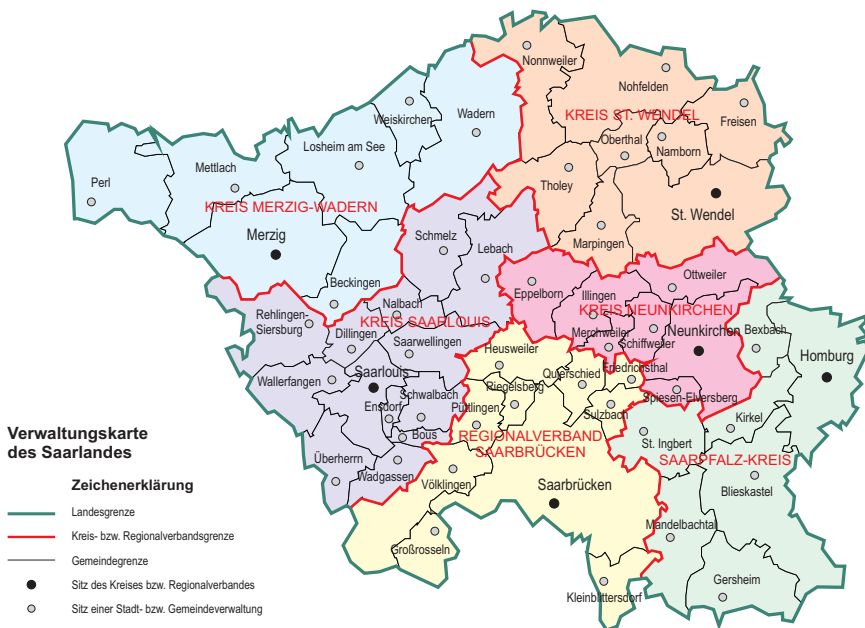 Nonnweiler
Nohfelden
Freisen
KREIS ST. WENDEL
Weiskirchen
Wadern
Oberthal
Namborn
Losheim am See
Mettlach
Perl
Tholey
St. Wendel
KREIS MERZIG-WADERN
Merzig
Marpingen
Schmelz
Lebach
Beckingen
Eppelborn
Illingen
Ottweiler
KREIS NEUNKIRCHEN
Rehlingen-
Siersburg
Nalbach
KREIS SAARLOUIS
Dillingen
Merchweiler
Schiffweiler
Neunkirchen
Bexbach
Homburg
Saarwellingen
Heusweiler
Quierschied
Friedrichsthal
Wallerfangen
Saarlouis
Schwalbach
Riegelsberg
Spiesen-Elversberg
Ensdorf
Püttlingen
Sulzbach
Kirkel
Bous
REGIONALVERBAND
SAARBRÜCKEN
St. Ingbert
SAARPFALZ-KREIS
Überherrn
Wadgassen
Völklingen
Saarbrücken
Blieskastel
Mandelbachtal
Großrosseln
Kleinblittersdorf
Gersheim
Verwaltungskarte
des Saarlandes
Zeichenerklärung
Landesgrenze
Kreis- bzw. Regionalverbandsgrenze
Gemeindegrenze
Sitz des Kreises bzw. Regionalverbandes
Sitz einer Stadt- bzw. Gemeindeverwaltung